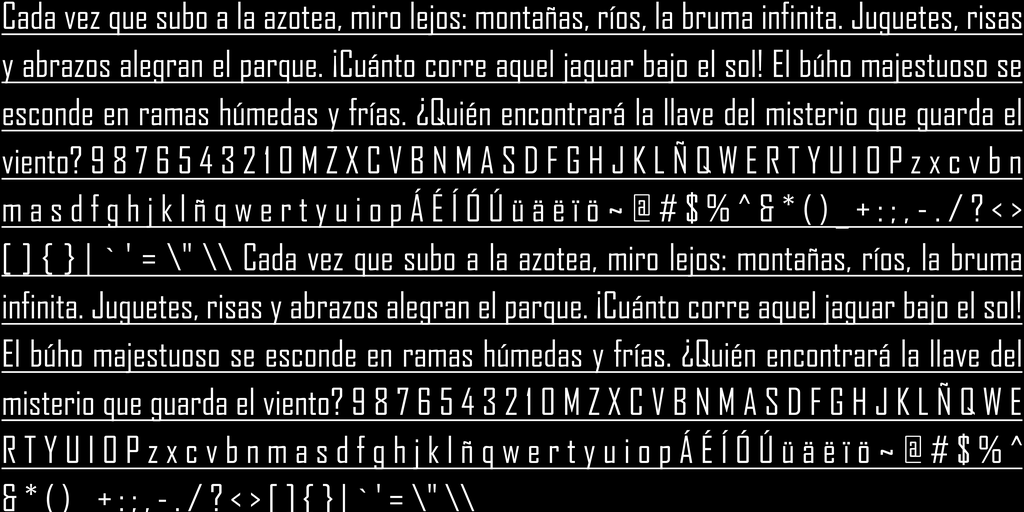 Cada vez que subo a la azotea, miro lejos: montañas, ríos, la bruma infinita. Juguetes, risas
y abrazos alegran el parque. ¡Cuánto corre aquel jaguar bajo el sol! El búho majestuoso se
esconde en ramas húmedas y frías. ¿Quién encontrará la llave del misterio que guarda el
viento? 9 8 7 6 5 4 3 2 1 0 M Z X C V B N M A S D F G H J K L Ñ Q W E R T Y U I O P z x c v b n
m a s d f g h j k l ñ q w e r t y u i o p Á É Í Ó Ú ü ä ë ï ö ~ @ # $ % ^ & * ( ) _ + : ; , - . / ? < >
[ ] { } | ` ' = \" \\ Cada vez que subo a la azotea, miro lejos: montañas, ríos, la bruma
infinita. Juguetes, risas y abrazos alegran el parque. ¡Cuánto corre aquel jaguar bajo el sol!
El búho majestuoso se esconde en ramas húmedas y frías. ¿Quién encontrará la llave del
misterio que guarda el viento? 9 8 7 6 5 4 3 2 1 0 M Z X C V B N M A S D F G H J K L Ñ Q W E
R T Y U I O P z x c v b n m a s d f g h j k l ñ q w e r t y u i o p Á É Í Ó Ú ü ä ë ï ö ~ @ # $ % ^
& * ( ) _ + : ; , - . / ? < > [ ] { } | ` ' = \" \\